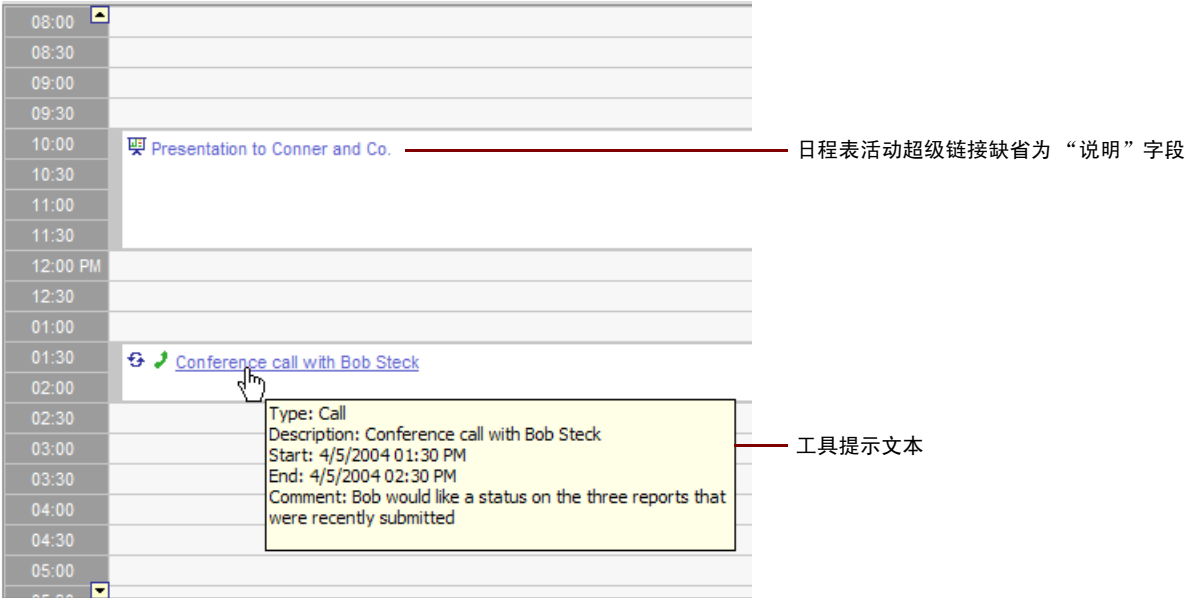 08:00
08:30
09:00
09:30
10:00 Presentation to Conner and Co. 日程表活动超级链接缺省为 “说明”字段
10:30
11:00
11:30
12:00 PM
12:30
01:00
01:30 Conference call with Bob Steck
02:00
02:30 Type: Call
Description: Conference call with Bob Steck
03:00 Start: 4/5/2004 01:30 PM 工具提示文本
03:30 End: 4/5/2004 02:30 PM
Comment: Bob would like a status on the three reports that
04:00 were recently submitted
04:30
05:00